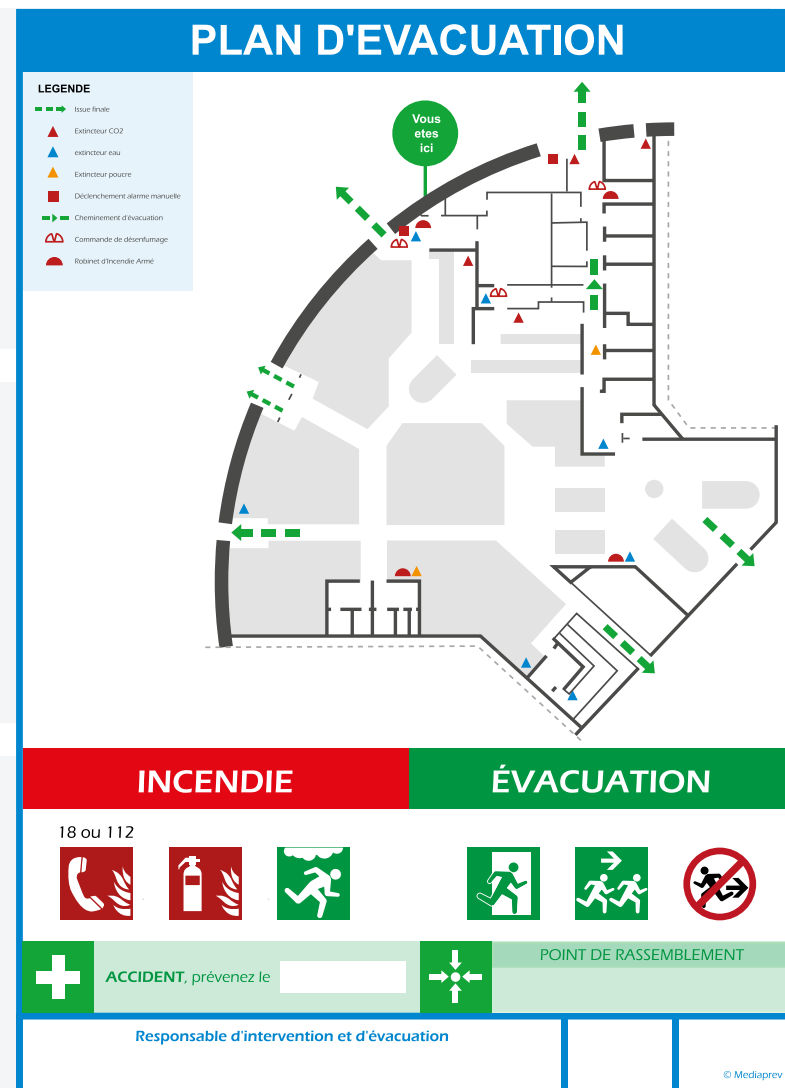 PLAN D'EVACUATION
LEGENDE
Issue finale
Extincteur CO2
extincteur eau
Extincteur poucre
Déclenchement alarme manuelle
Cheminement d'évacuation
Commande de désenfumage
Robinet d'Incendie Armé
Vous
etes
ici
INCENDIE
ÉVACUATION
18 ou 112
ACCIDENT, prévenez le
POINT DE RASSEMBLEMENT
Responsable d'intervention et d'évacuation
© Mediaprev